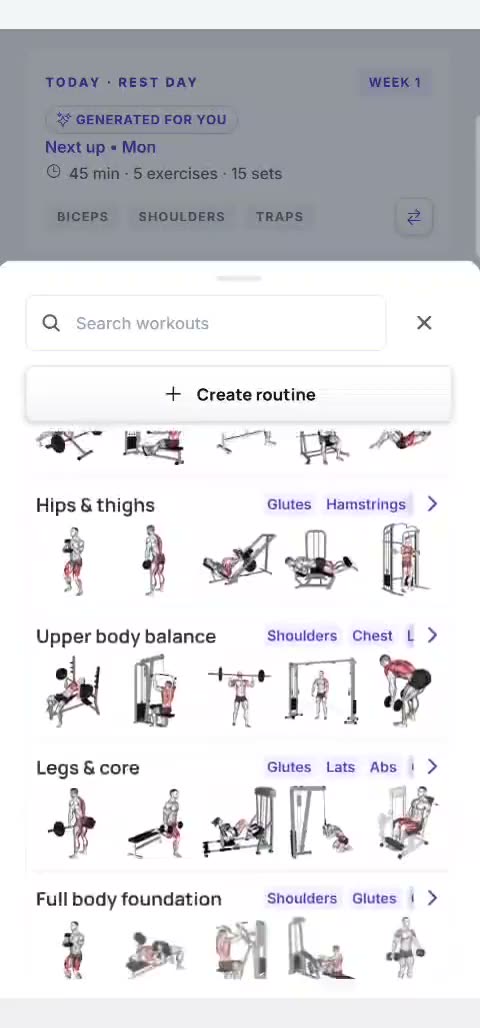 TODAY · REST DAY
WEEK 1
GENERATED FOR YOU
Next up • Mon
45 min · 5 exercises · 15 sets
BICEPS SHOULDERS TRAPS
Search workouts
Create routine
Hips & thighs
Glutes Hamstrings
Upper body balance
Shoulders Chest L
Legs & core
Glutes Lats Abs
Full body foundation
Shoulders Glutes